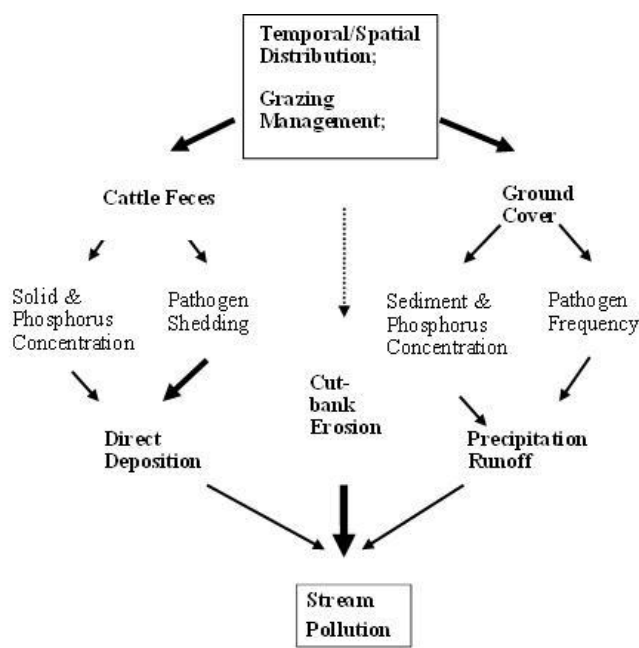 Temporal/Spatial
Distribution;
Grazing
Management;
Cattle Feces
Ground
Cover
Solid &
Phosphorus
Concentration
Pathogen
Shedding
Sediment &
Phosphorus
Concentration
Pathogen
Frequency
Cut-
bank
Erosion
Direct
Deposition
Precipitation
Runoff
Stream
Pollution